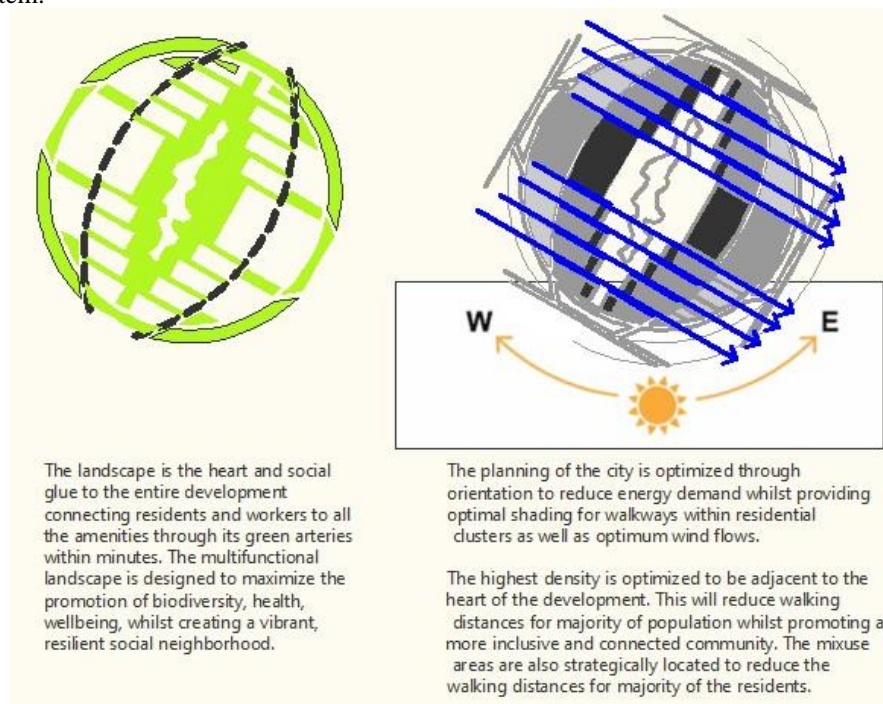 W
E
The landscape is the heart and social
glue to the entire development
connecting residents and workers to all
the amenities through its green arteries
within minutes. The multifunctional
landscape is designed to maximize the
promotion of biodiversity, health,
wellbeing, whilst creating a vibrant,
resilient social neighborhood.
The planning of the city is optimized through
orientation to reduce energy demand whilst providing
optimal shading for walkways within residential
clusters as well as optimum wind flows.
The highest density is optimized to be adjacent to the
heart of the development. This will reduce walking
distances for majority of population whilst promoting a
more inclusive and connected community. The mixuse
areas are also strategically located to reduce the
walking distances for majority of the residents.